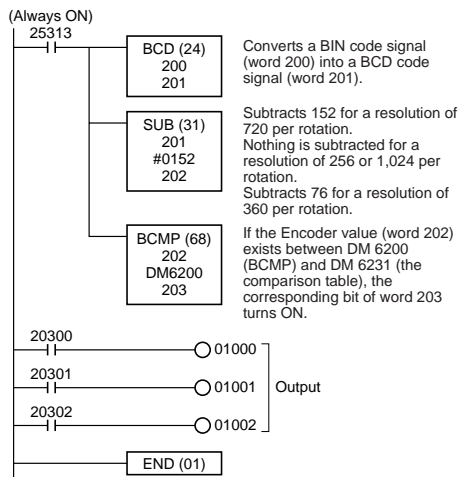 (Always ON)
25313
BCD (24)
200
201
Converts a BIN code signal
(word 200) into a BCD code
signal (word 201).
SUB (31)
201
#0152
202
Subtracts 152 for a resolution of
720 per rotation.
Nothing is subtracted for a
resolution of 256 or 1,024 per
rotation.
Subtracts 76 for a resolution of
360 per rotation.
BCMP (68)
202
DM6200
203
If the Encoder value (word 202)
exists between DM 6200
(BCMP) and DM 6231 (the
comparison table), the
corresponding bit of word 203
turns ON.
20300
01000
20301
01001
Output
20302
01002
END (01)